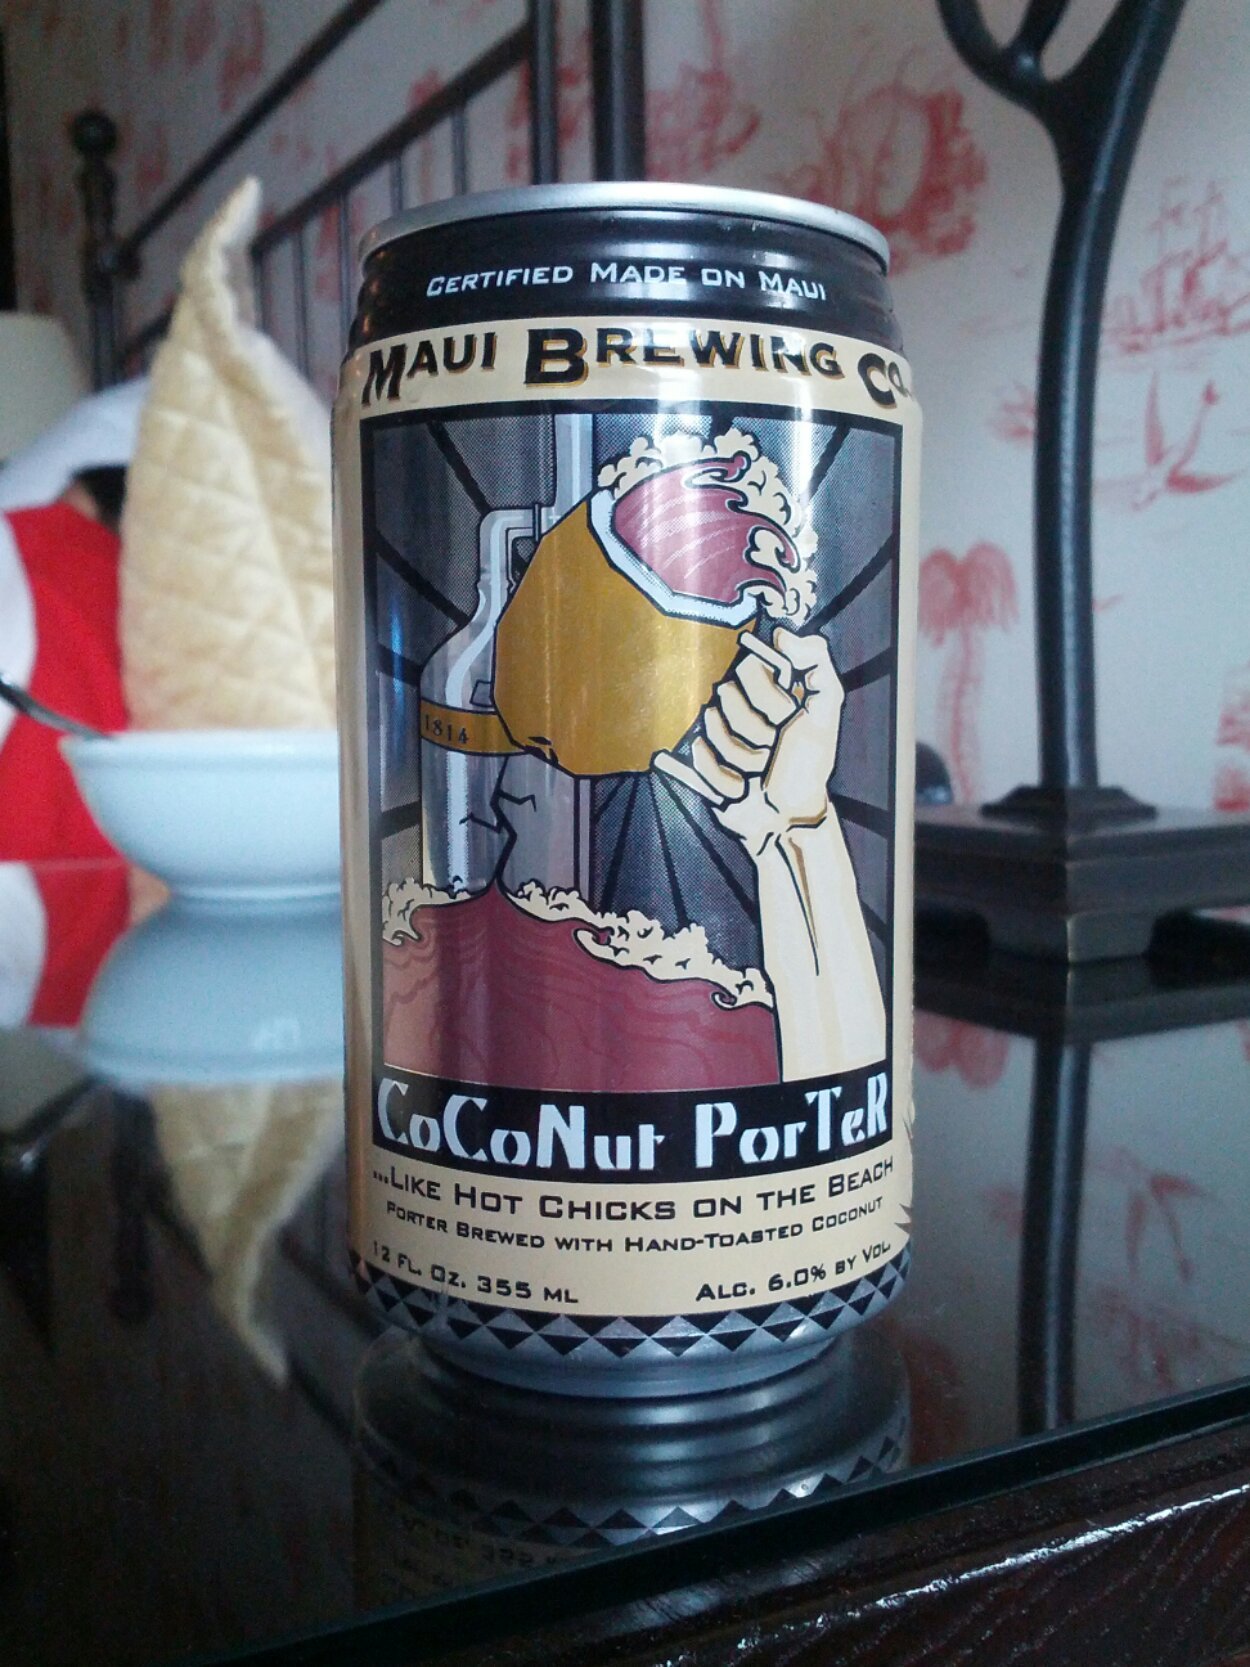 Certified Made on Maui
Maui Brewing Co.
1814
CoCoNut PorTeR
...Like Hot Chicks on the Beach
Porter Brewed with Hand-Toasted Coconut
12 fl. Oz. 355 ml
Alc. 6.0% by Vol.